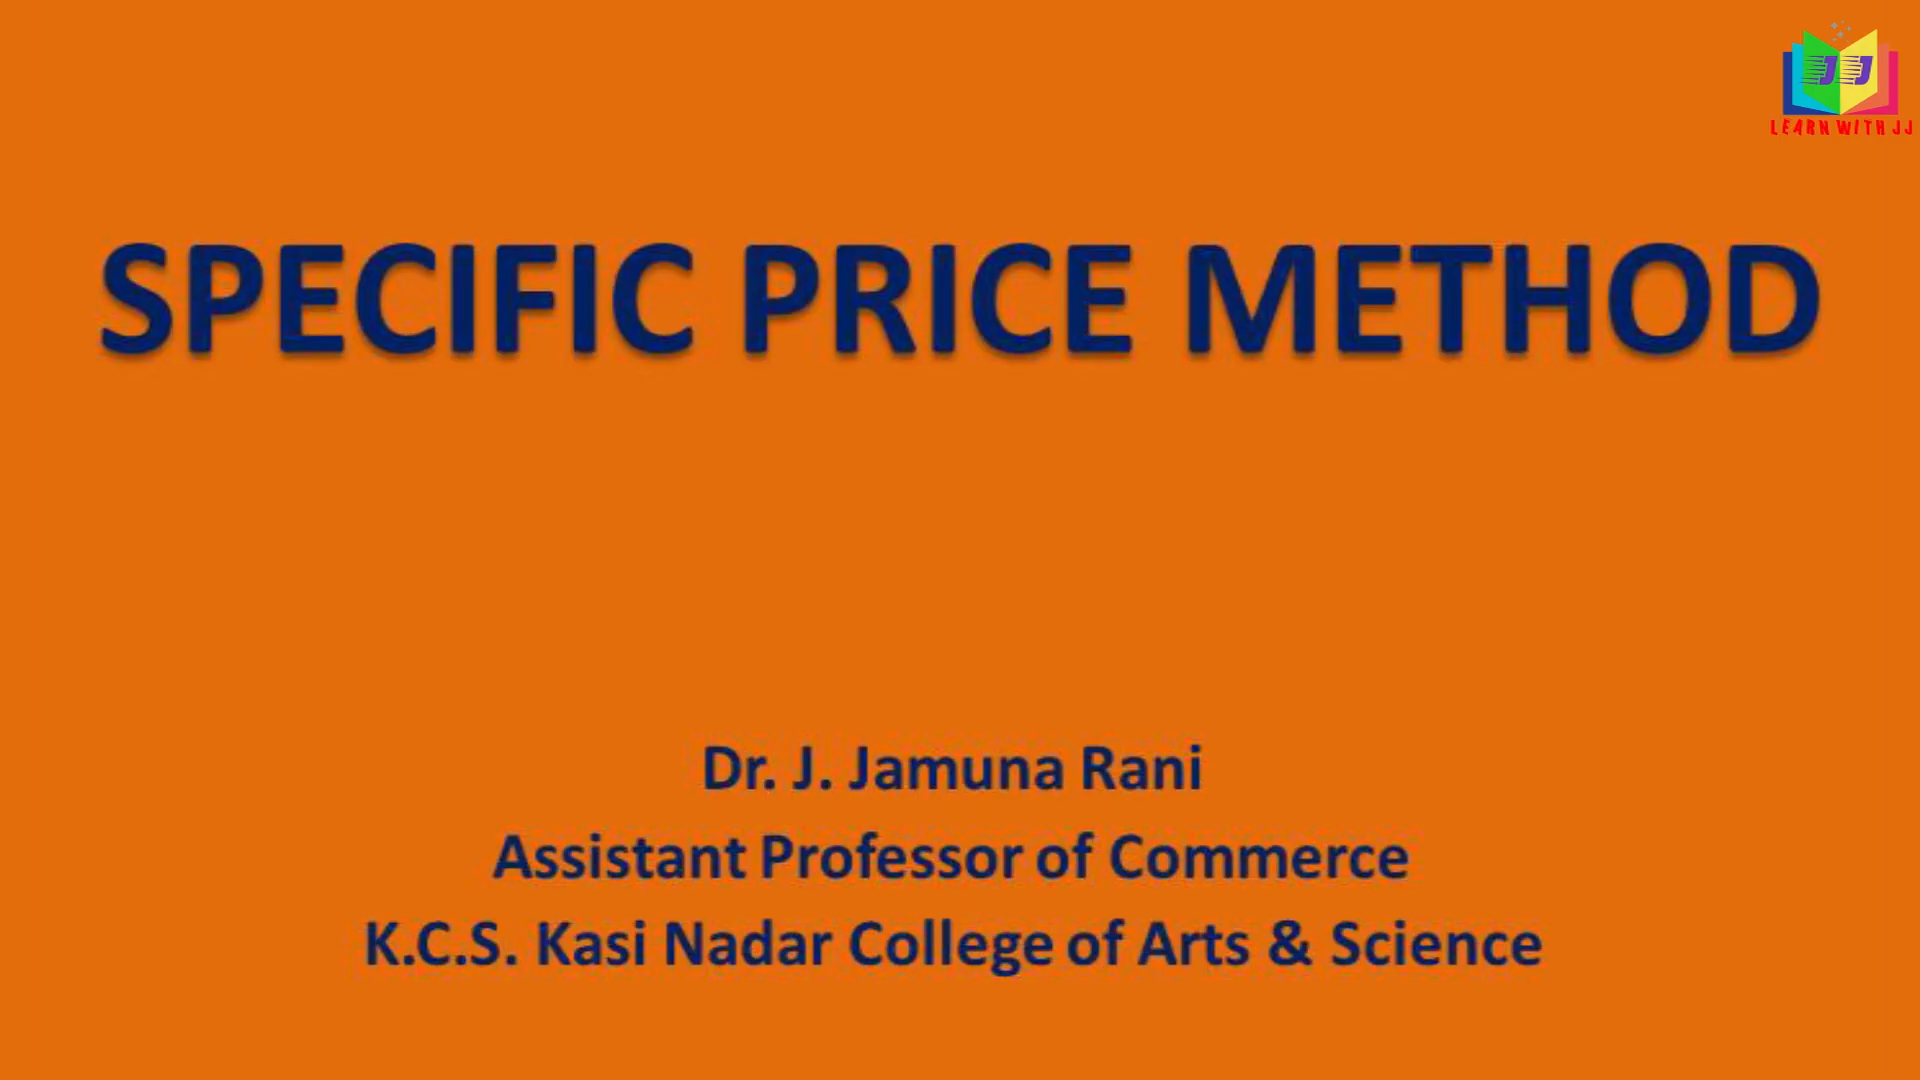 JJ
LEARN WITH JJ
SPECIFIC PRICE METHOD
Dr. J. Jamuna Rani
Assistant Professor of Commerce
K.C.S. Kasi Nadar College of Arts & Science